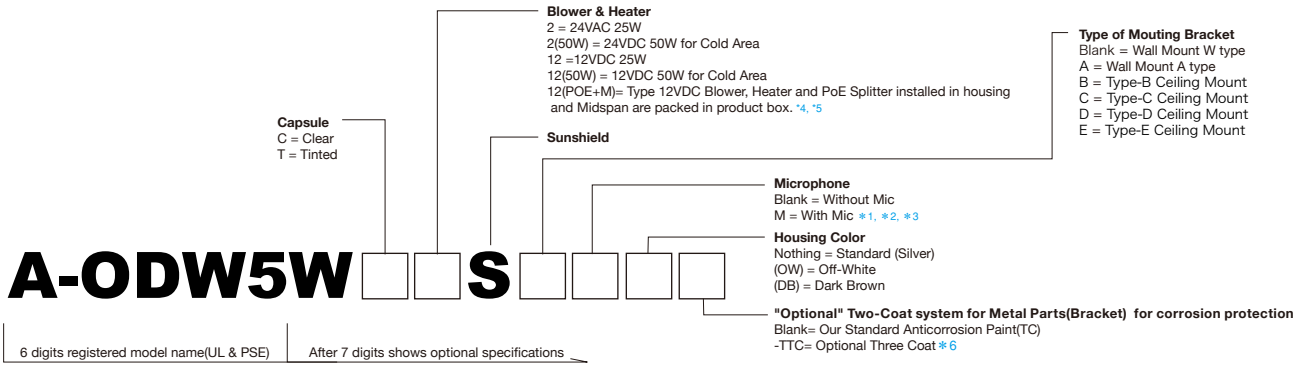 Blower & Heater
2 = 24VAC 25W
2(50W) = 24VDC 50W for Cold Area
12 =12VDC 25W
12(50W) = 12VDC 50W for Cold Area
12(POE+M)= Type 12VDC Blower, Heater and PoE Splitter installed in housing
and Midspan are packed in product box. *4, *5
Type of Mouting Bracket
Blank = Wall Mount W type
A = Wall Mount A type
B = Type-B Ceiling Mount
C = Type-C Ceiling Mount
D = Type-D Ceiling Mount
E = Type-E Ceiling Mount
Capsule
C = Clear
T = Tinted
Sunshield
Microphone
Blank = Without Mic
M = With Mic *1, *2, *3
Housing Color
Nothing = Standard (Silver)
(OW) = Off-White
(DB) = Dark Brown
A-ODW5W S
"Optional" Two-Coat system for Metal Parts(Bracket) for corrosion protection
Blank= Our Standard Anticorrosion Paint(TC)
-TTC= Optional Three Coat *6
6 digits registered model name(UL & PSE)
After 7 digits shows optional specifications